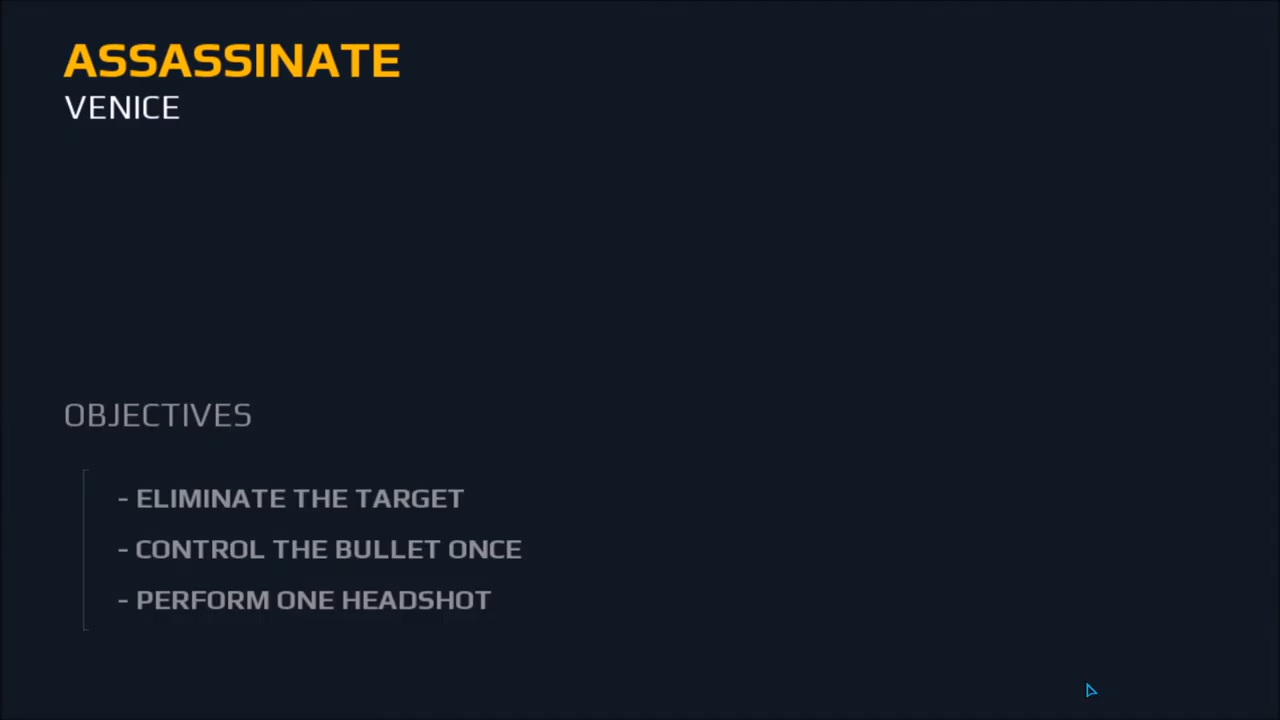 ASSASSINATE
VENICE
OBJECTIVES
- ELIMINATE THE TARGET
- CONTROL THE BULLET ONCE
- PERFORM ONE HEADSHOT